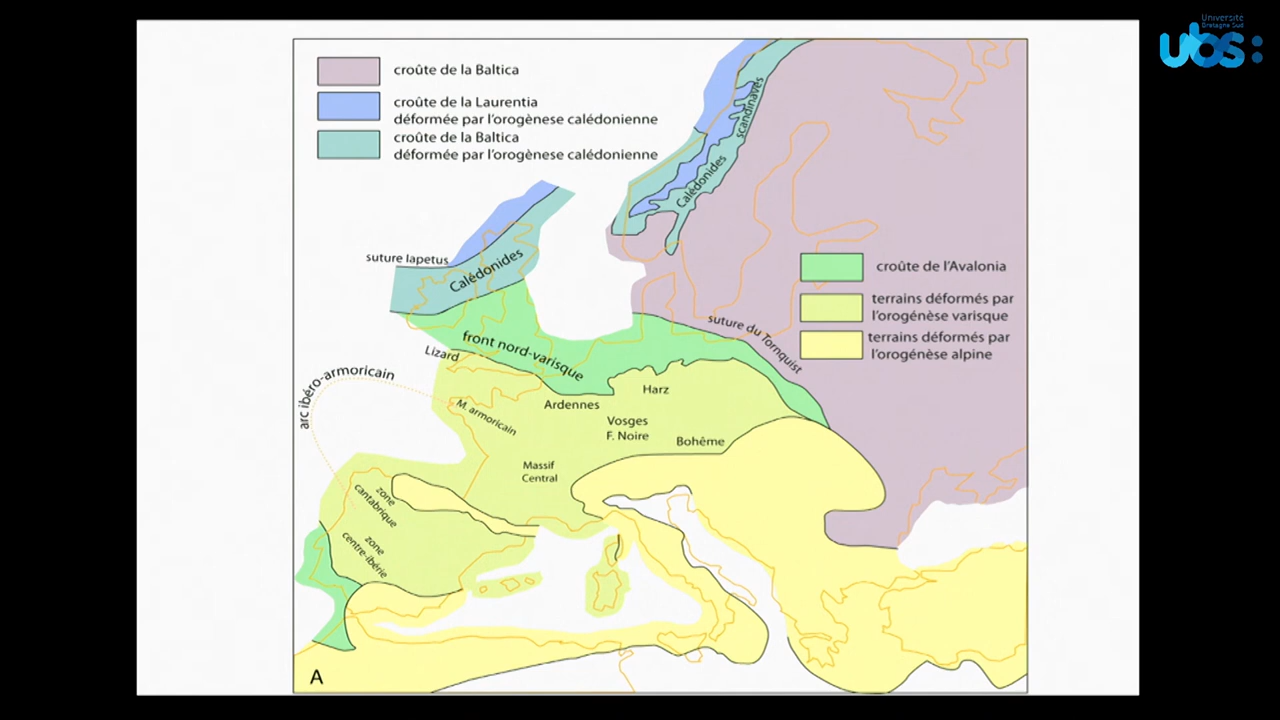 Université
Bretagne Sud
ubs:
croûte de la Baltica
croûte de la Laurentia
déformée par l'orogènese calédonienne
croûte de la Baltica
déformée par l'orogènese calédonienne
Calédonides
scandinaves
suture Iapetus
Calédonides
croûte de l'Avalonia
terrains déformés par
l'orogénèse varisque
terrains déformés par
l'orogénèse alpine
suture du Tornquist
front nord-varisque
Lizard
arc ibéro-armoricain
Harz
Ardennes
M. armoricain
Vosges
F. Noire
Bohême
Massif
Central
zone
cantabrique
zone
centre-ibérie
A